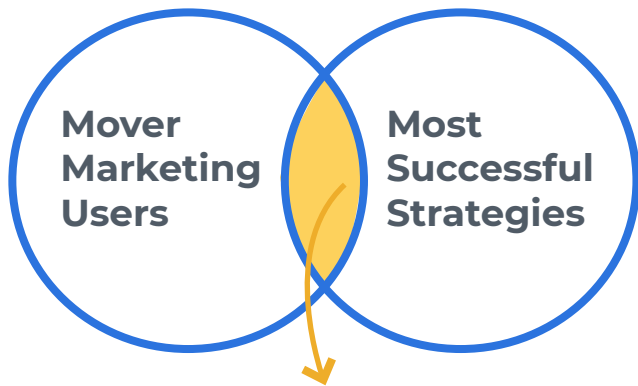 Mover
Marketing
Users
Most
Successful
Strategies